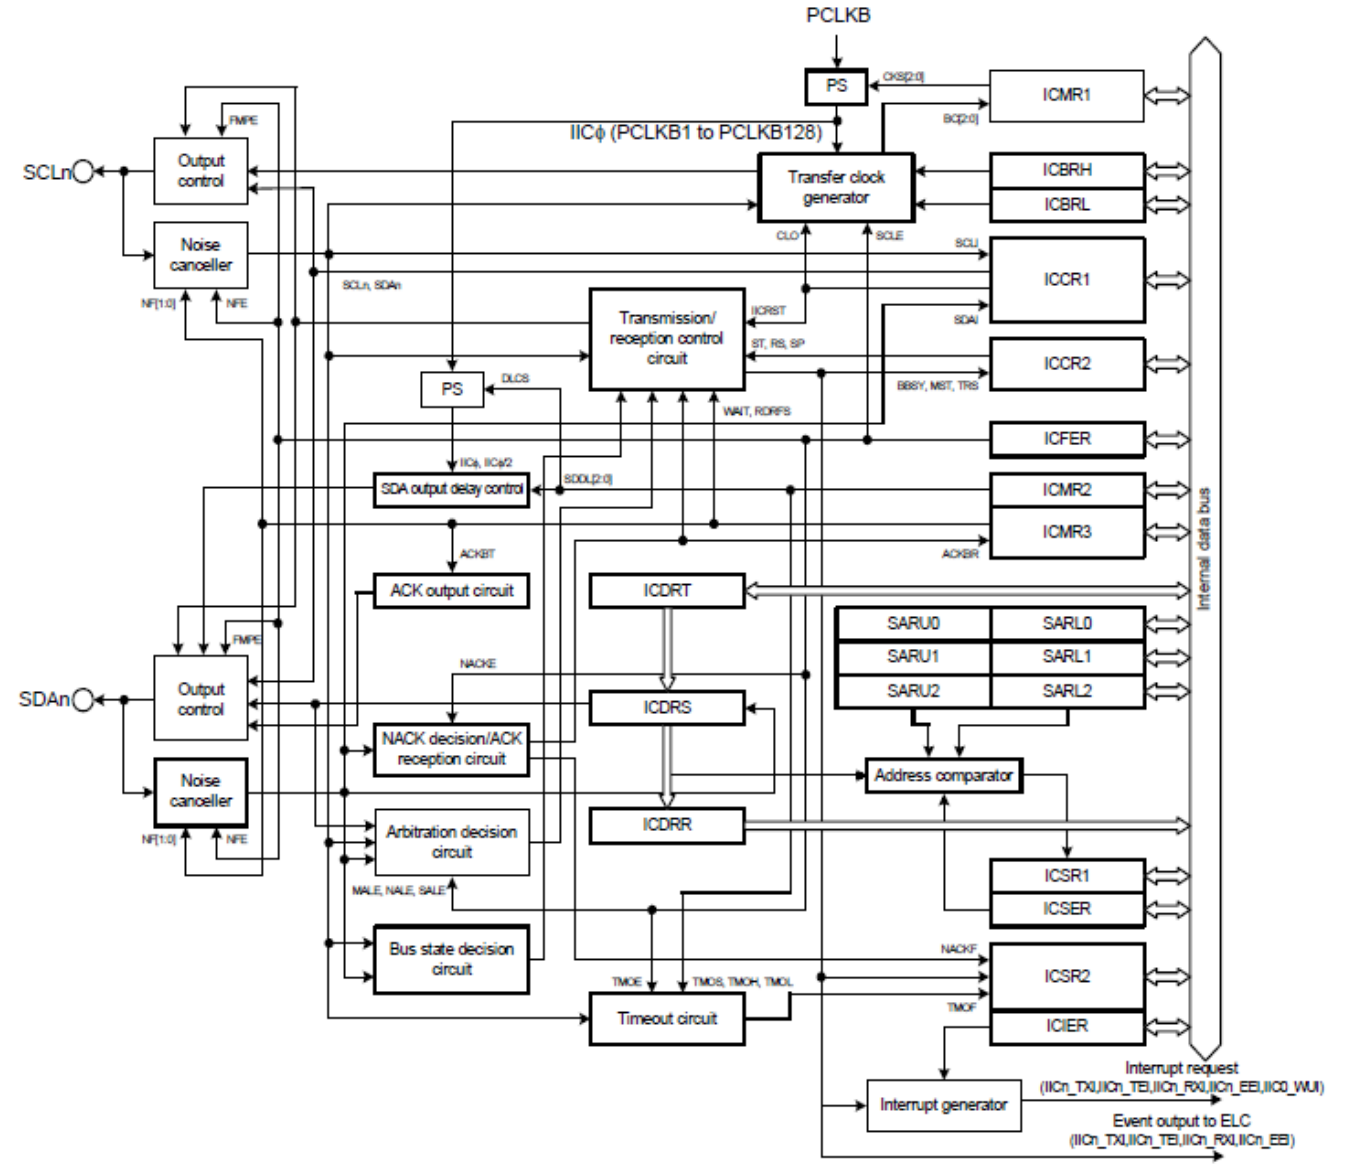 PCLKB
PS
CKS[2:0]
ICMR1
BC[2:0]
IICϕ (PCLKB1 to PCLKB128)
FMPE
SCLn
Output
control
Transfer clock
generator
ICBRH
ICBRL
CLO
SCLE
Noise
canceller
SCLI
ICCR1
SCLn, SDAn
NF[1:0]
NFE
IICRST
SDAI
Transmission/
reception control
circuit
ST, RS, SP
ICCR2
BBSY, MST, TRS
PS
DLCS
WAIT, RDRFS
ICFER
IICϕ, IICϕ/2
SDDL[2:0]
SDA output delay control
ICMR2
ICMR3
ACKBT
ACKBR
Internal data bus
ACK output circuit
ICDRT
SARU0
SARL0
FMPE
SARU1
SARL1
NACKE
SARU2
SARL2
SDAn
Output
control
ICDRS
NACK decision/ACK
reception circuit
Address comparator
Noise
canceller
ICDRR
Arbitration decision
circuit
NF[1:0]
NFE
ICSR1
MALE, NALE, SALE
ICSER
Bus state decision
circuit
NACKF
ICSR2
TMOE
TMOS, TMOH, TMOL
TMOF
Timeout circuit
ICIER
Interrupt request
(IICn_TXI,IICn_TEI,IICn_RXI,IICn_EEI,IIC0_WUI)
Interrupt generator
Event output to ELC
(IICn_TXI,IICn_TEI,IICn_RXI,IICn_EEI)